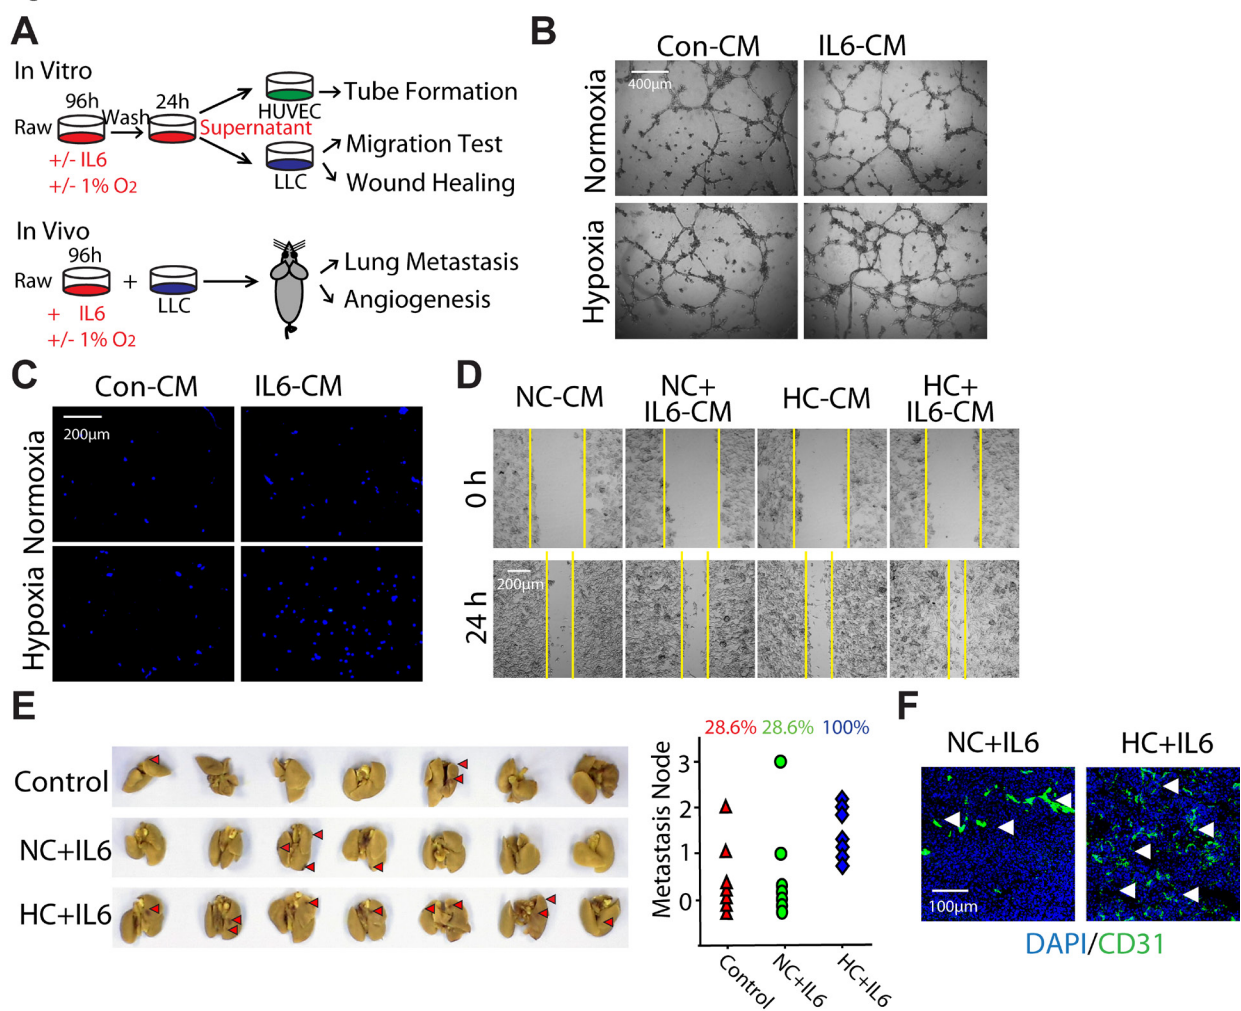 A
In Vitro
96h
Wash
24h
Raw
+/- IL6
+/- 1% O2
Supernatant
HUVEC
LLC
Tube Formation
Migration Test
Wound Healing
In Vivo
96h
Raw
+
LLC
+ IL6
+/- 1% O2
Lung Metastasis
Angiogenesis
B
Con-CM
IL6-CM
400µm
Normoxia
Hypoxia
C
Con-CM
IL6-CM
200µm
Normoxia
Hypoxia
D
NC-CM
NC+
IL6-CM
HC-CM
HC+
IL6-CM
0 h
24 h
200µm
E
Control
NC+IL6
HC+IL6
28.6% 28.6% 100%
Metastasis Node
3
2
1
0
Control
NC+IL6
HC+IL6
F
NC+IL6
HC+IL6
100µm
DAPI/CD31